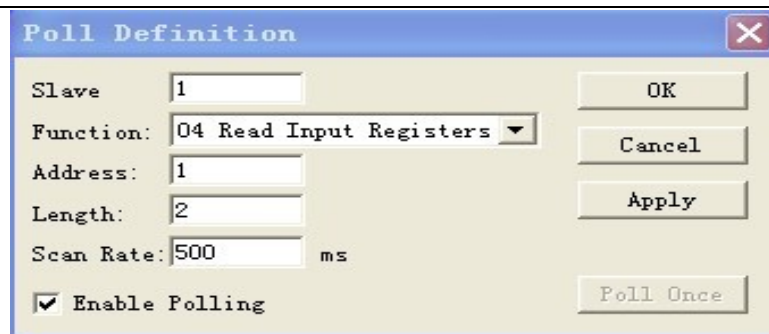 Poll Definition
Slave 1
OK
Function: 04 Read Input Registers
Cancel
Address: 1
Apply
Length: 2
Scan Rate: 500 ms
Enable Polling
Poll Once